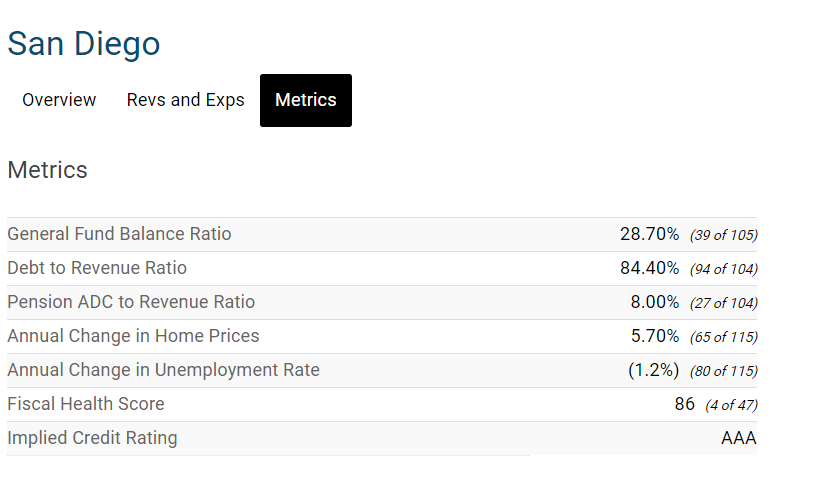 San Diego
Overview Revs and Exps Metrics
Metrics
General Fund Balance Ratio 28.70% (39 of 105)
Debt to Revenue Ratio 84.40% (94 of 104)
Pension ADC to Revenue Ratio 8.00% (27 of 104)
Annual Change in Home Prices 5.70% (65 of 115)
Annual Change in Unemployment Rate (1.2%) (80 of 115)
Fiscal Health Score 86 (4 of 47)
Implied Credit Rating AAA